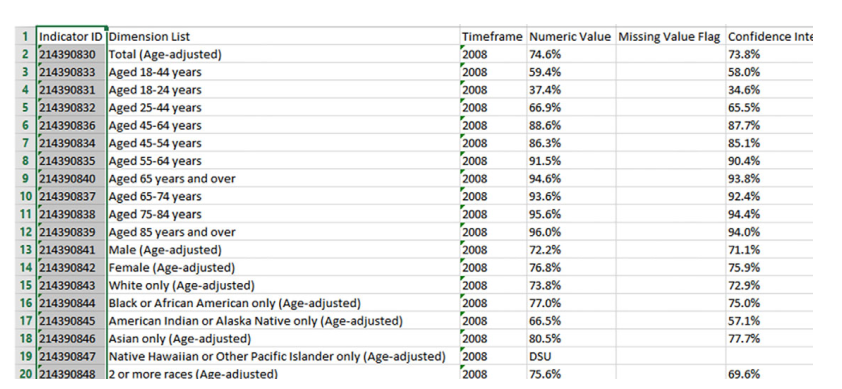 1 Indicator ID Dimension List Timeframe Numeric Value Missing Value Flag Confidence Inte
2 214390830 Total (Age-adjusted) 2008 74.6% 73.8%
3 214390833 Aged 18-44 years 2008 59.4% 58.0%
4 214390831 Aged 18-24 years 2008 37.4% 34.6%
5 214390832 Aged 25-44 years 2008 66.9% 65.5%
6 214390836 Aged 45-64 years 2008 88.6% 87.7%
7 214390834 Aged 45-54 years 2008 86.3% 85.1%
8 214390835 Aged 55-64 years 2008 91.5% 90.4%
9 214390840 Aged 65 years and over 2008 94.6% 93.8%
10 214390837 Aged 65-74 years 2008 93.6% 92.4%
11 214390838 Aged 75-84 years 2008 95.6% 94.4%
12 214390839 Aged 85 years and over 2008 96.0% 94.0%
13 214390841 Male (Age-adjusted) 2008 72.2% 71.1%
14 214390842 Female (Age-adjusted) 2008 76.8% 75.9%
15 214390843 White only (Age-adjusted) 2008 73.8% 72.9%
16 214390844 Black or African American only (Age-adjusted) 2008 77.0% 75.0%
17 214390845 American Indian or Alaska Native only (Age-adjusted) 2008 66.5% 57.1%
18 214390846 Asian only (Age-adjusted) 2008 80.5% 77.7%
19 214390847 Native Hawaiian or Other Pacific Islander only (Age-adjusted) 2008 DSU
20 214390848 2 or more races (Age-adjusted) 2008 75.6% 69.6%